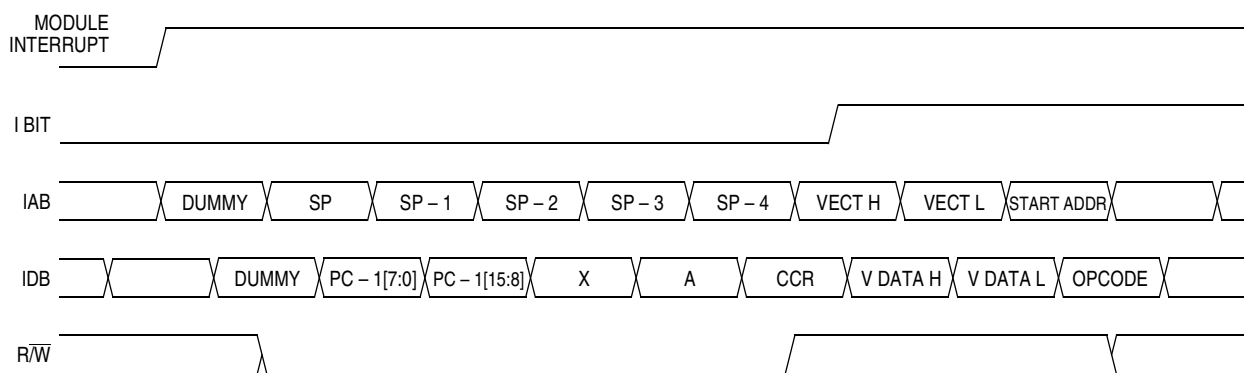 MODULE
INTERRUPT
I BIT
IAB DUMMY SP SP – 1 SP – 2 SP – 3 SP – 4 VECT H VECT L START ADDR
IDB DUMMY PC – 1[7:0] PC – 1[15:8] X A CCR V DATA H V DATA L OPCODE
R/W̅